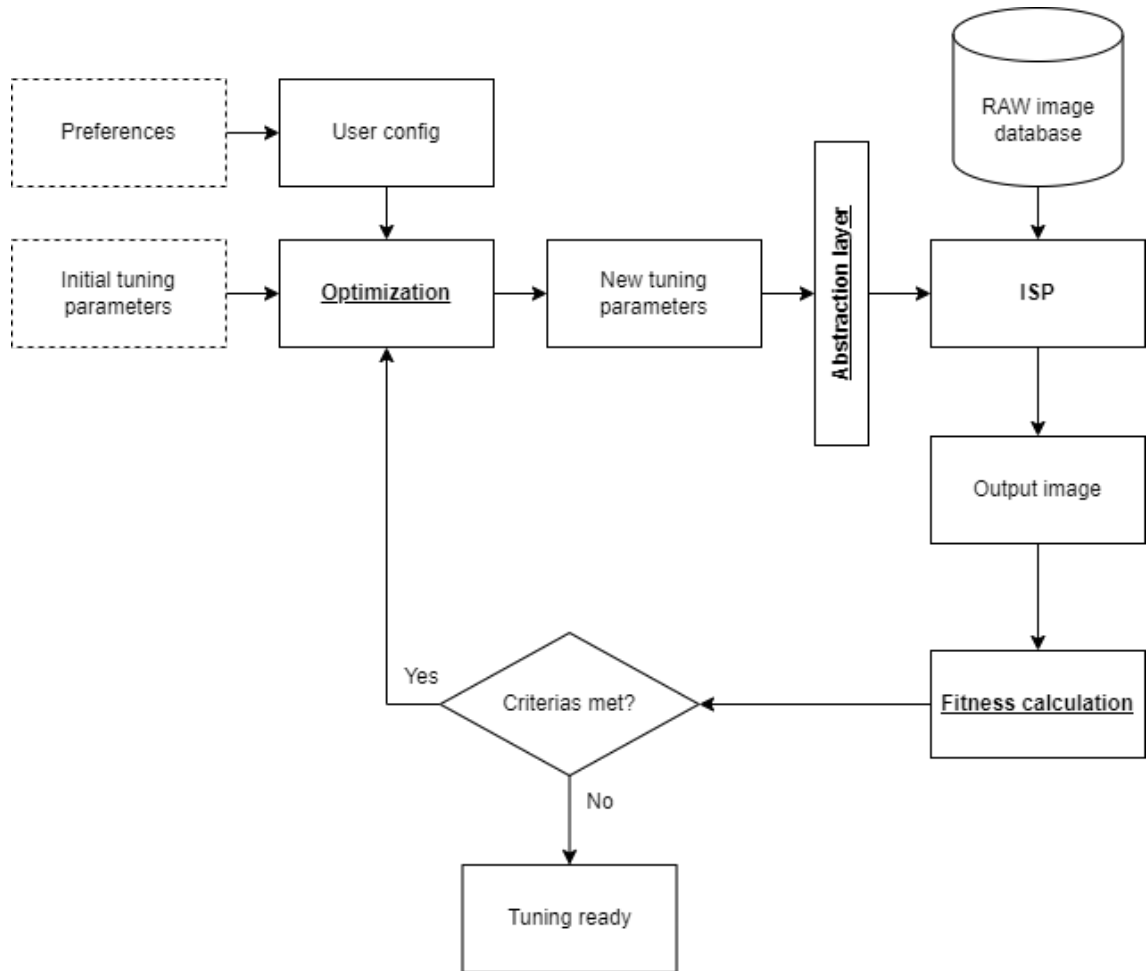 RAW image
database
Preferences
User config
Initial tuning
parameters
Optimization
New tuning
parameters
Abstraction layer
ISP
Output image
Yes
Criterias met?
Fitness calculation
No
Tuning ready